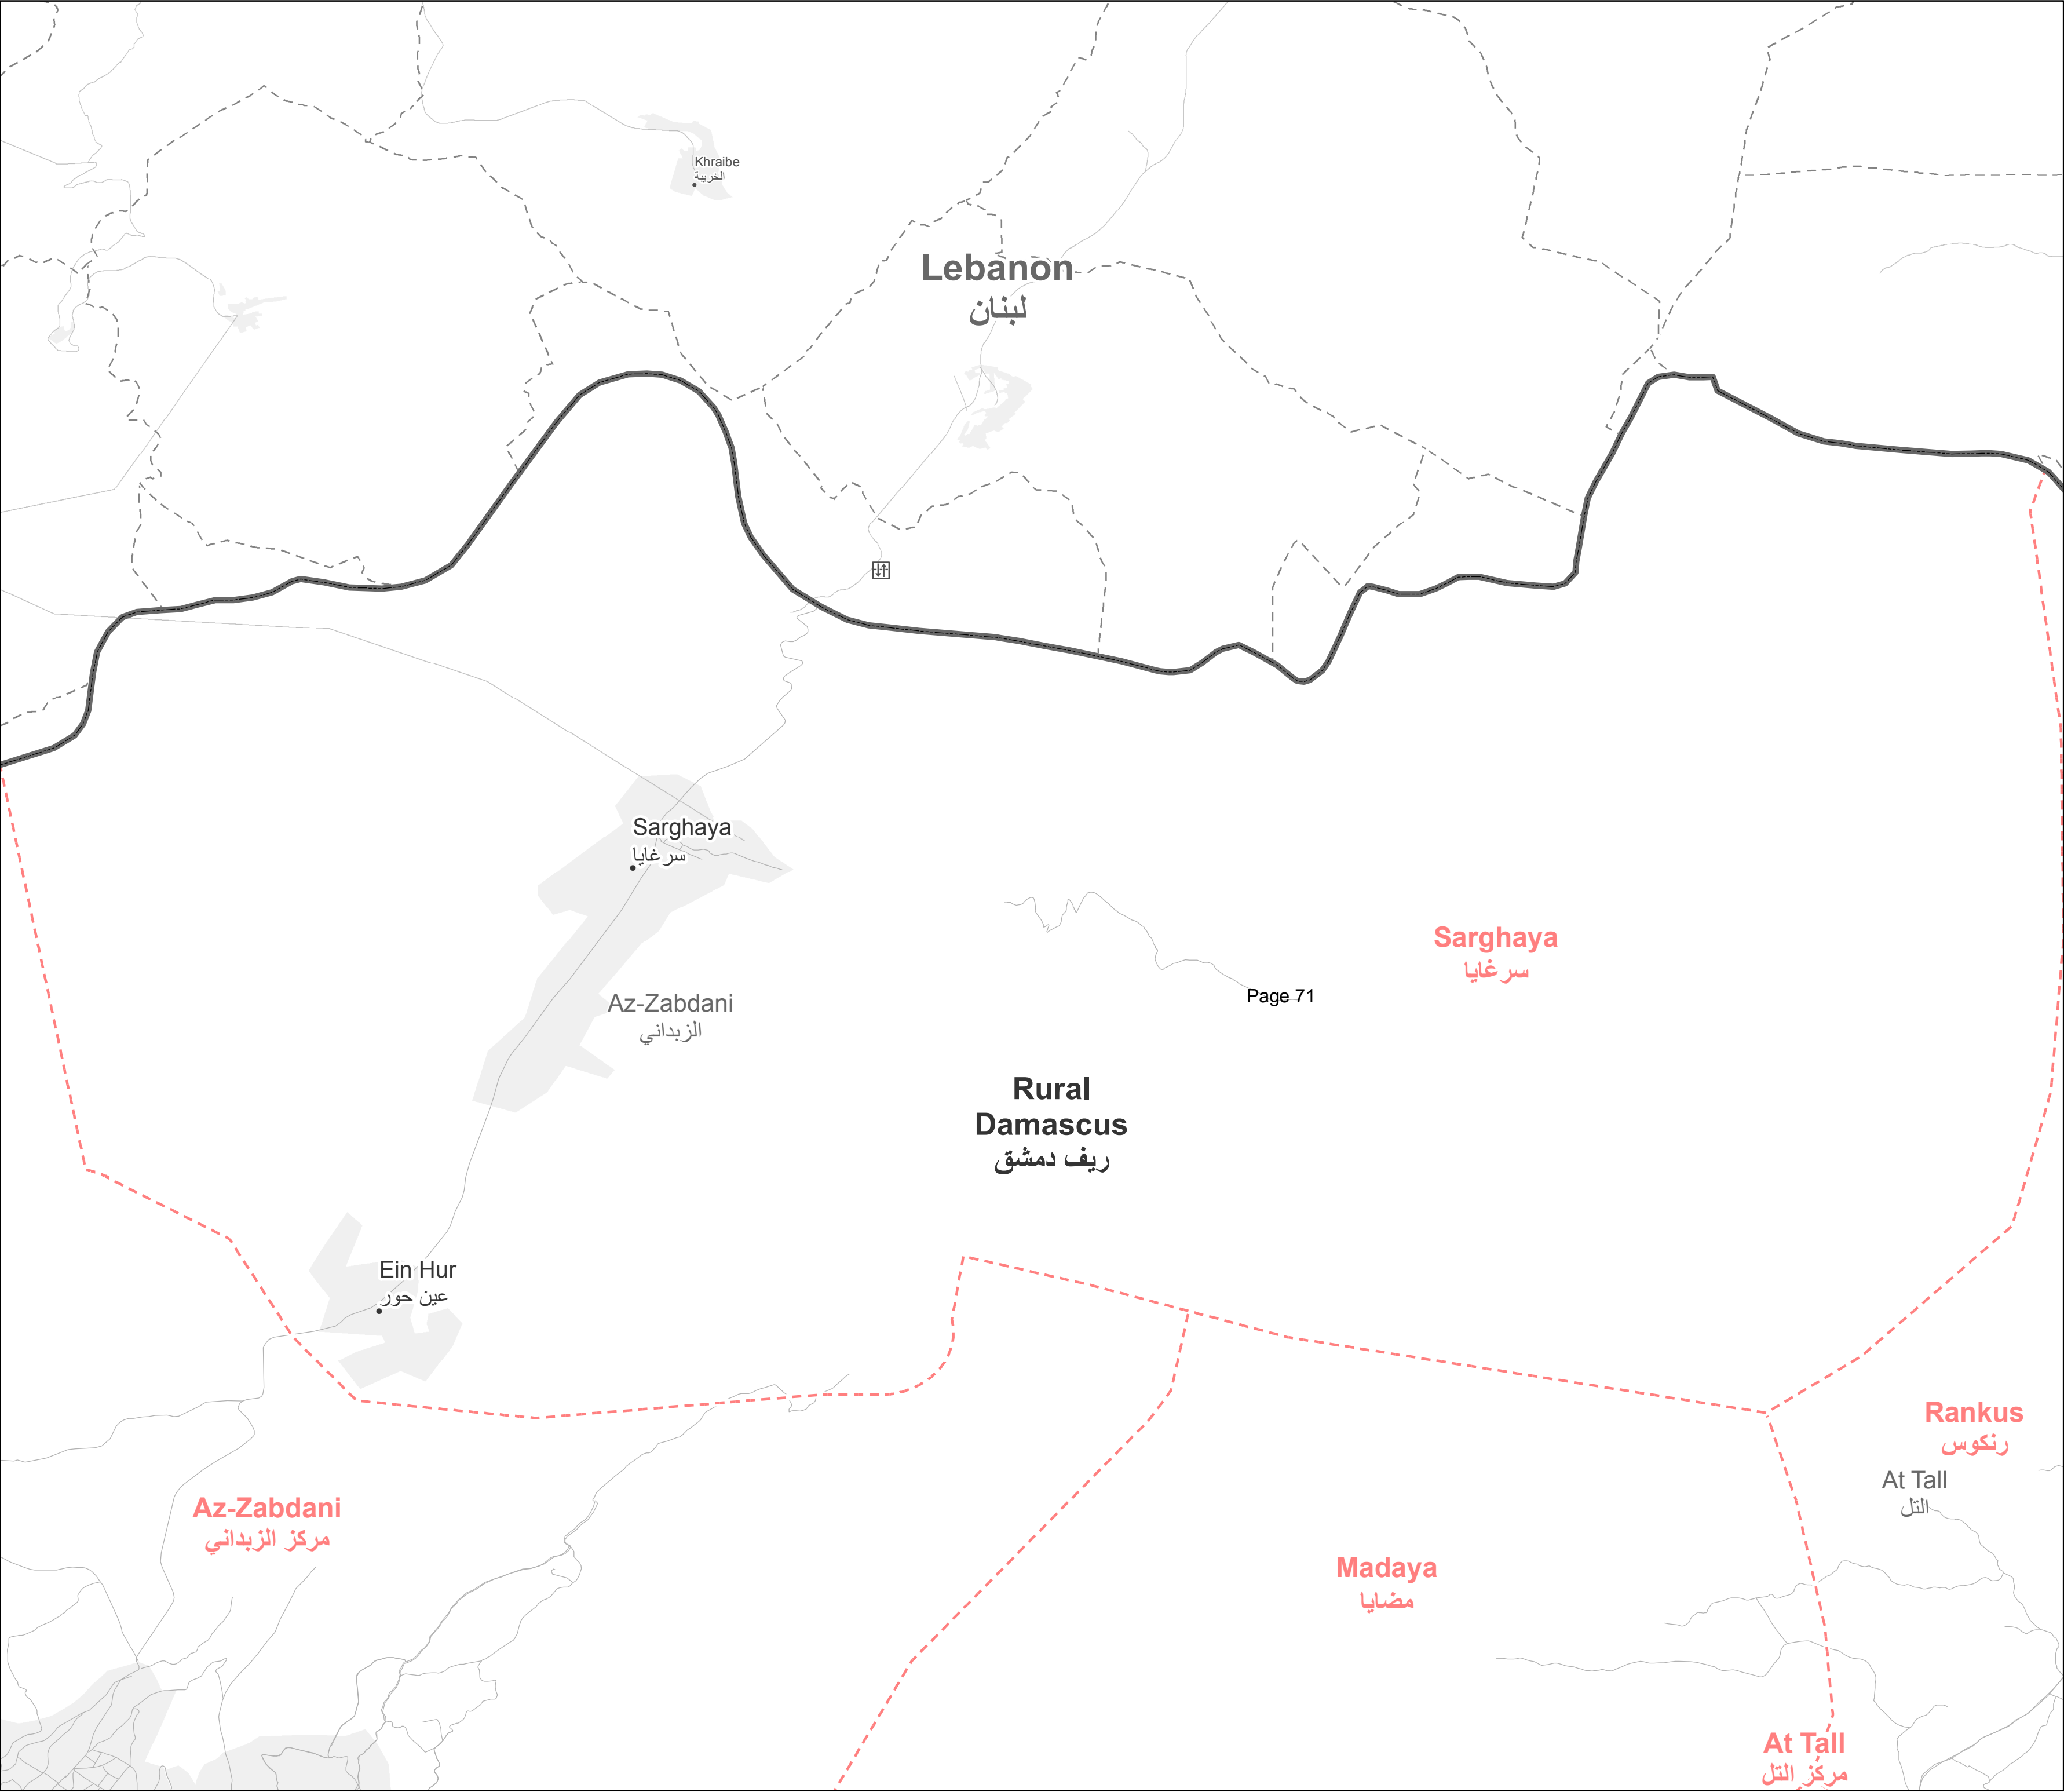 Khraibe
الخريبة
Lebanon
لبنان
Sarghaya
سرغايا
Sarghaya
سرغايا
Az-Zabdani
الزبداني
Page 71
Rural
Damascus
ريف دمشق
Ein Hur
عين حور
Rankus
رنكوس
At Tall
التل
Az-Zabdani
مركز الزبداني
Madaya
مضايا
At Tall
مركز التل